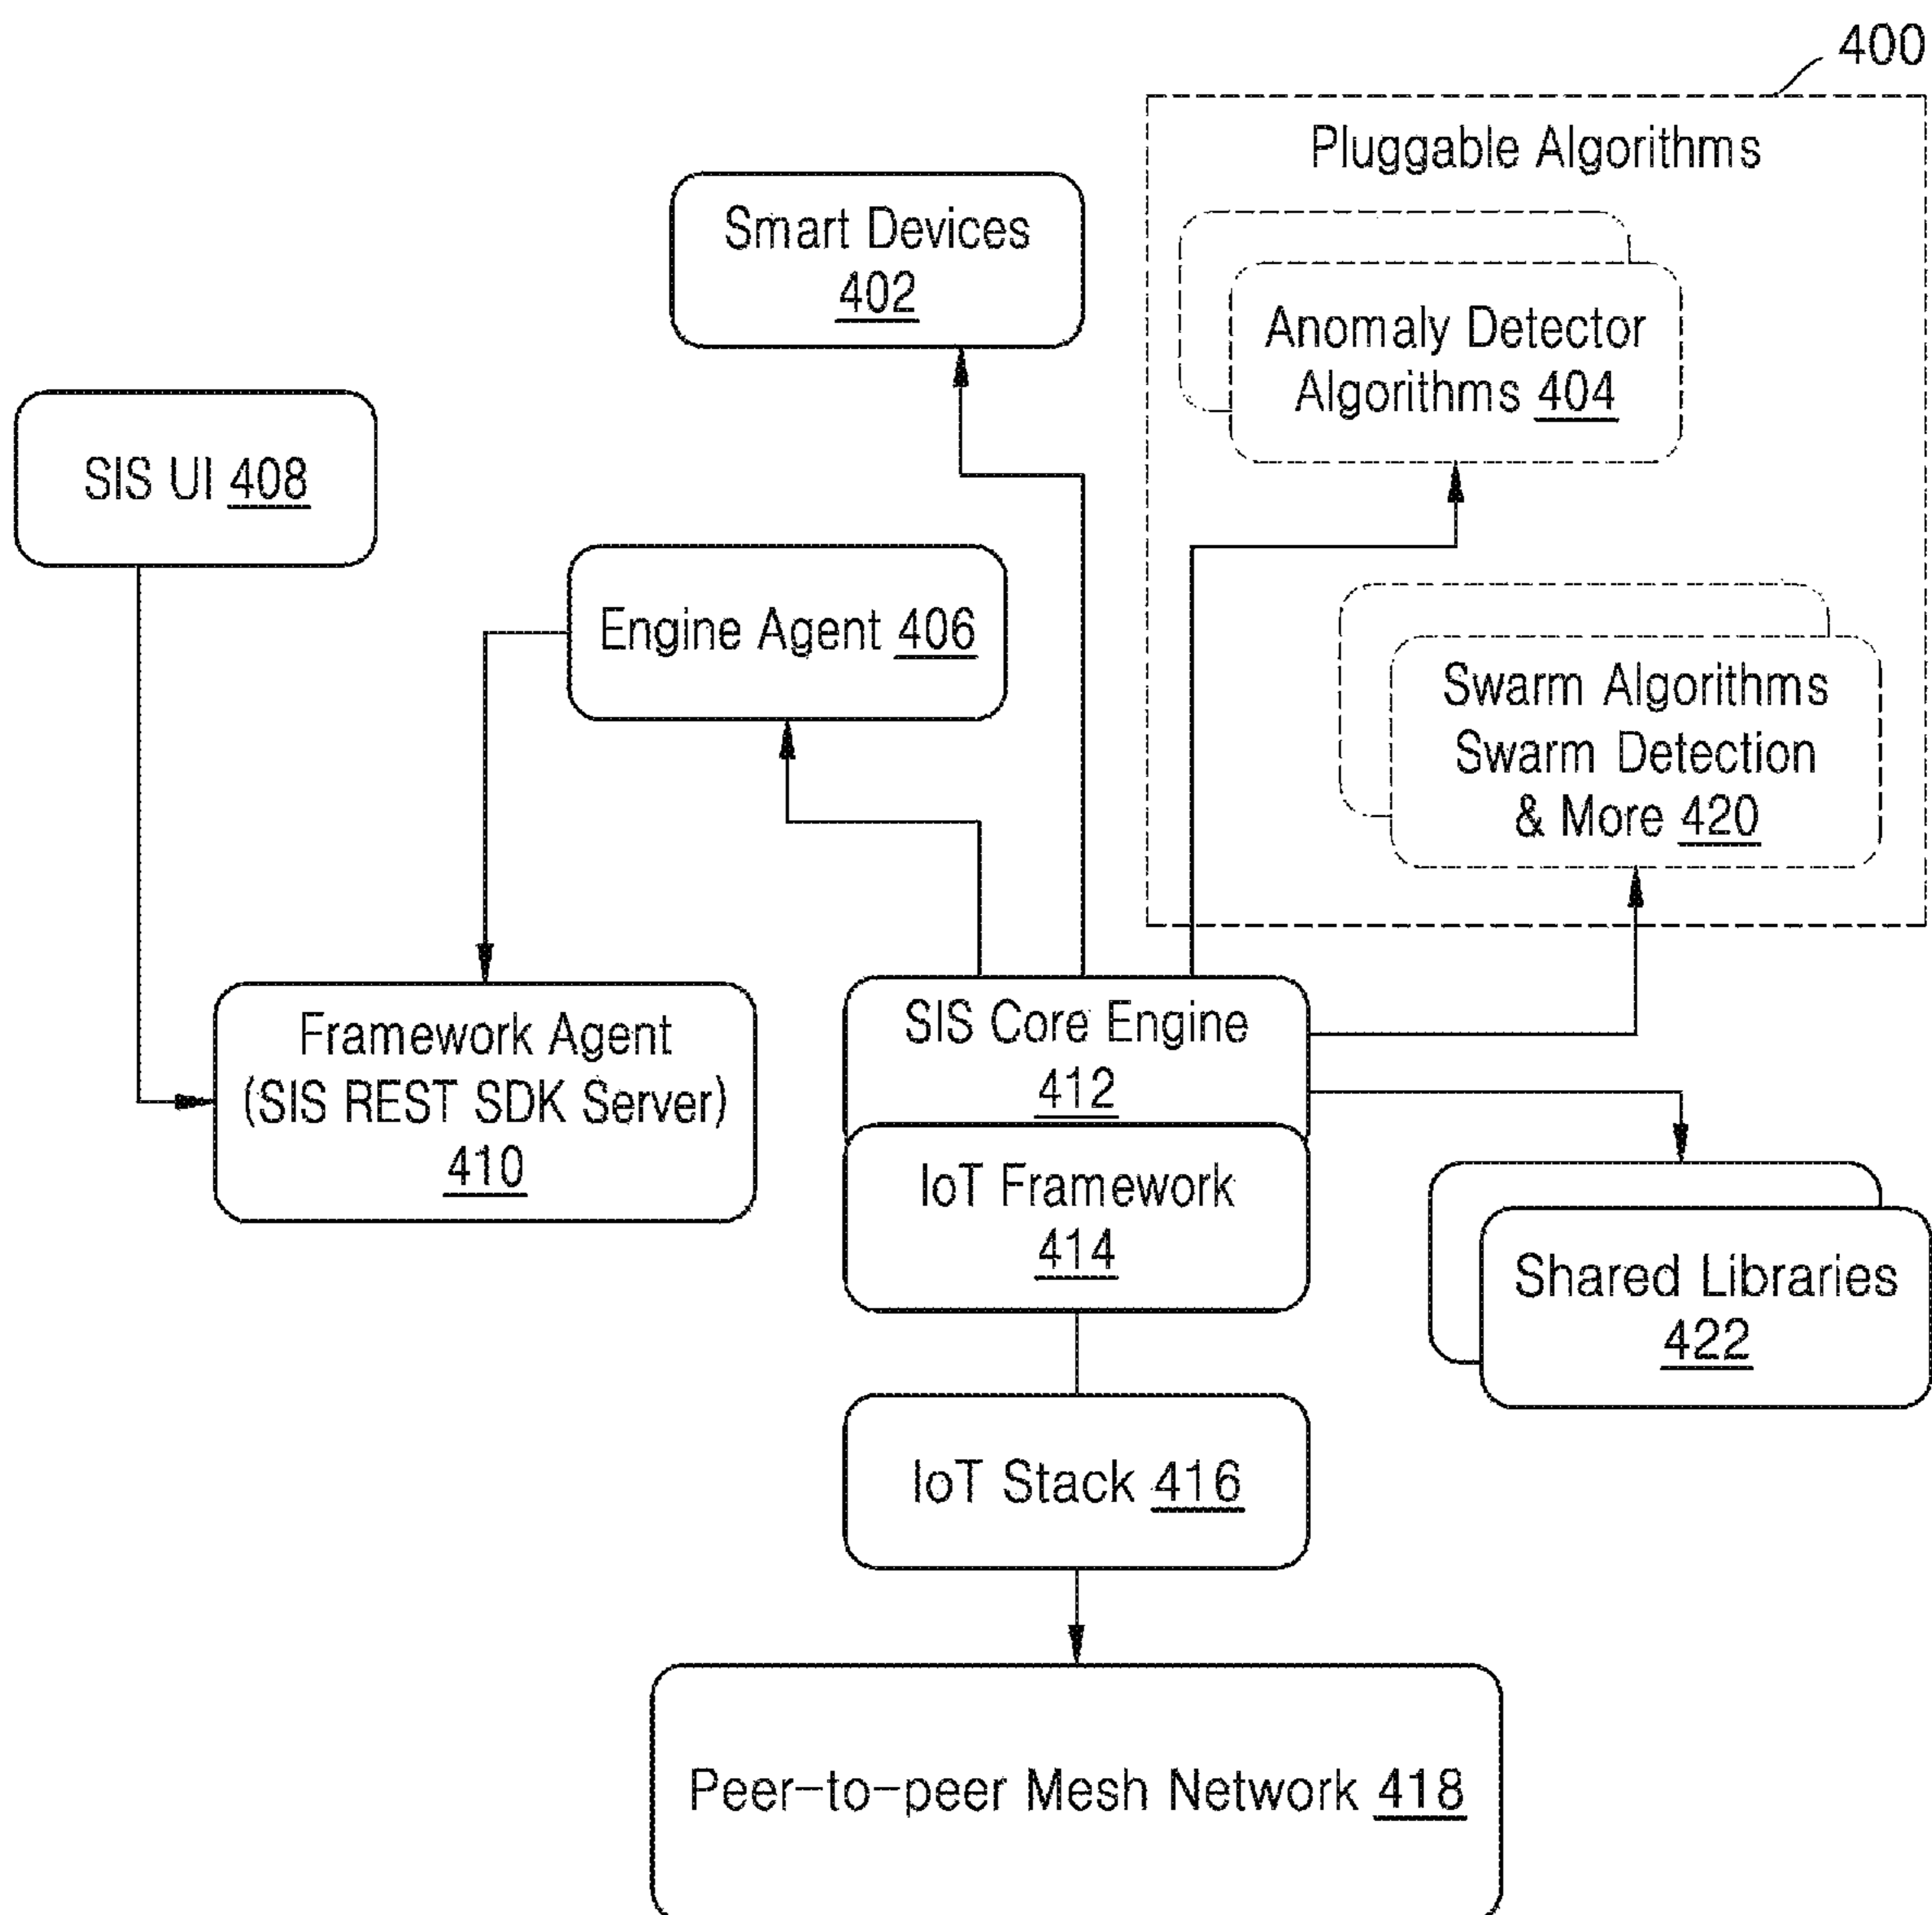 400
Pluggable Algorithms
Smart Devices
402
Anomaly Detector
Algorithms 404
SIS UI 408
Engine Agent 406
Swarm Algorithms
Swarm Detection
& More 420
Framework Agent
(SIS REST SDK Server)
410
SIS Core Engine
412
IoT Framework
414
Shared Libraries
422
IoT Stack 416
Peer-to-peer Mesh Network 418